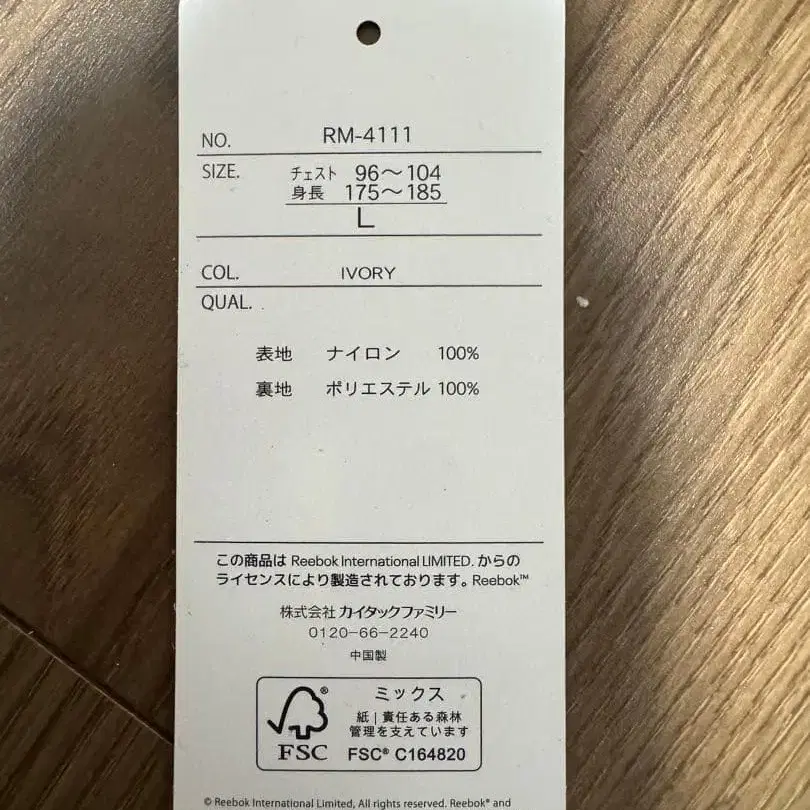 NO. RM-4111
SIZE. チェスト 96〜104
身長 175〜185
L
COL. IVORY
QUAL.
表地 ナイロン 100%
裏地 ポリエステル 100%
この商品は Reebok International LIMITED. からの
ライセンスにより製造されております。Reebok™
株式会社 カイタックファミリー
0120-66-2240
中国製
ミックス
紙 | 責任ある森林
管理を支えています
FSC® C164820
®
FSC
© Reebok International Limited, All rights reserved. Reebok® and